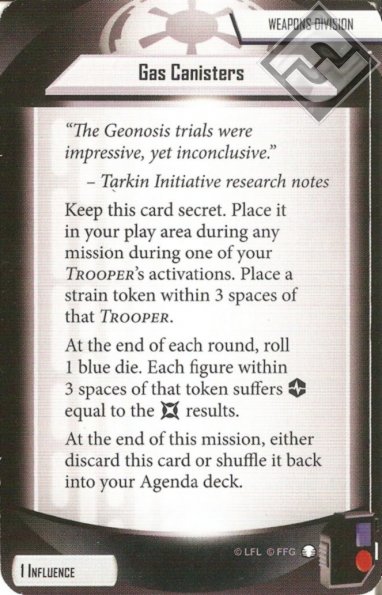 WEAPONS DIVISION
Gas Canisters
“The Geonosis trials were
impressive, yet inconclusive.”
– Tarkin Initiative research notes
Keep this card secret. Place it
in your play area during any
mission during one of your
TROOPER’s activations. Place a
strain token within 3 spaces of
that TROOPER.
At the end of each round, roll
1 blue die. Each figure within
3 spaces of that token suffers
equal to the results.
At the end of this mission, either
discard this card or shuffle it back
into your Agenda deck.
© LFL © FFG
1 INFLUENCE